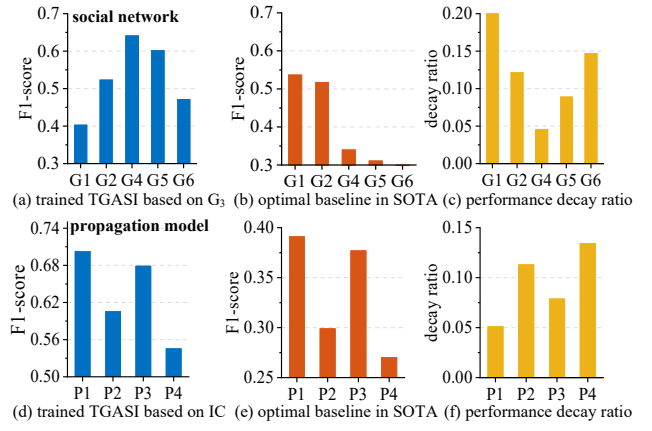 social network
F1-score
0.7
0.6
0.5
0.4
0.3
G1 G2 G4 G5 G6
(a) trained TGASI based on G3
F1-score
0.7
0.6
0.5
0.4
0.3
G1 G2 G4 G5 G6
(b) optimal baseline in SOTA
decay ratio
0.20
0.15
0.10
0.05
0.00
G1 G2 G4 G5 G6
(c) performance decay ratio
propagation model
F1-score
0.74
0.68
0.62
0.56
0.50
P1 P2 P3 P4
(d) trained TGASI based on IC
F1-score
0.40
0.35
0.30
0.25
P1 P2 P3 P4
(e) optimal baseline in SOTA
decay ratio
0.15
0.10
0.05
0.00
P1 P2 P3 P4
(f) performance decay ratio